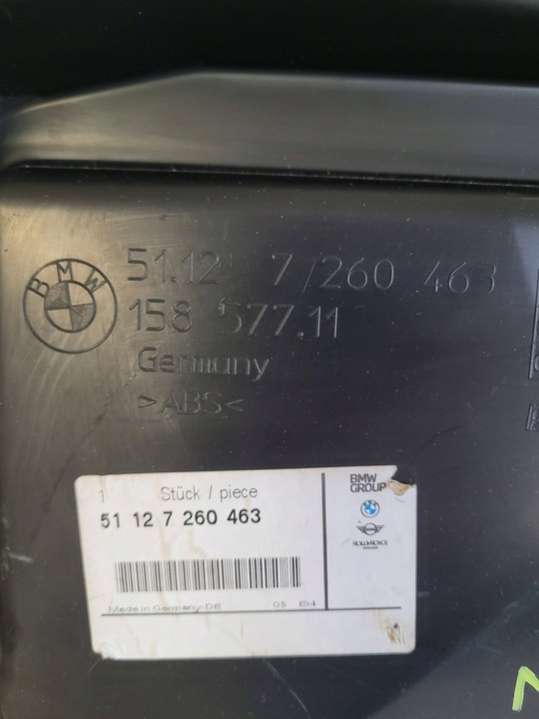 BMW
51.12 7/260 463
158 577.11
Germany
>ABS<
1 Stück / piece
51 12 7 260 463
Made in Germany-DE
BMW
GROUP